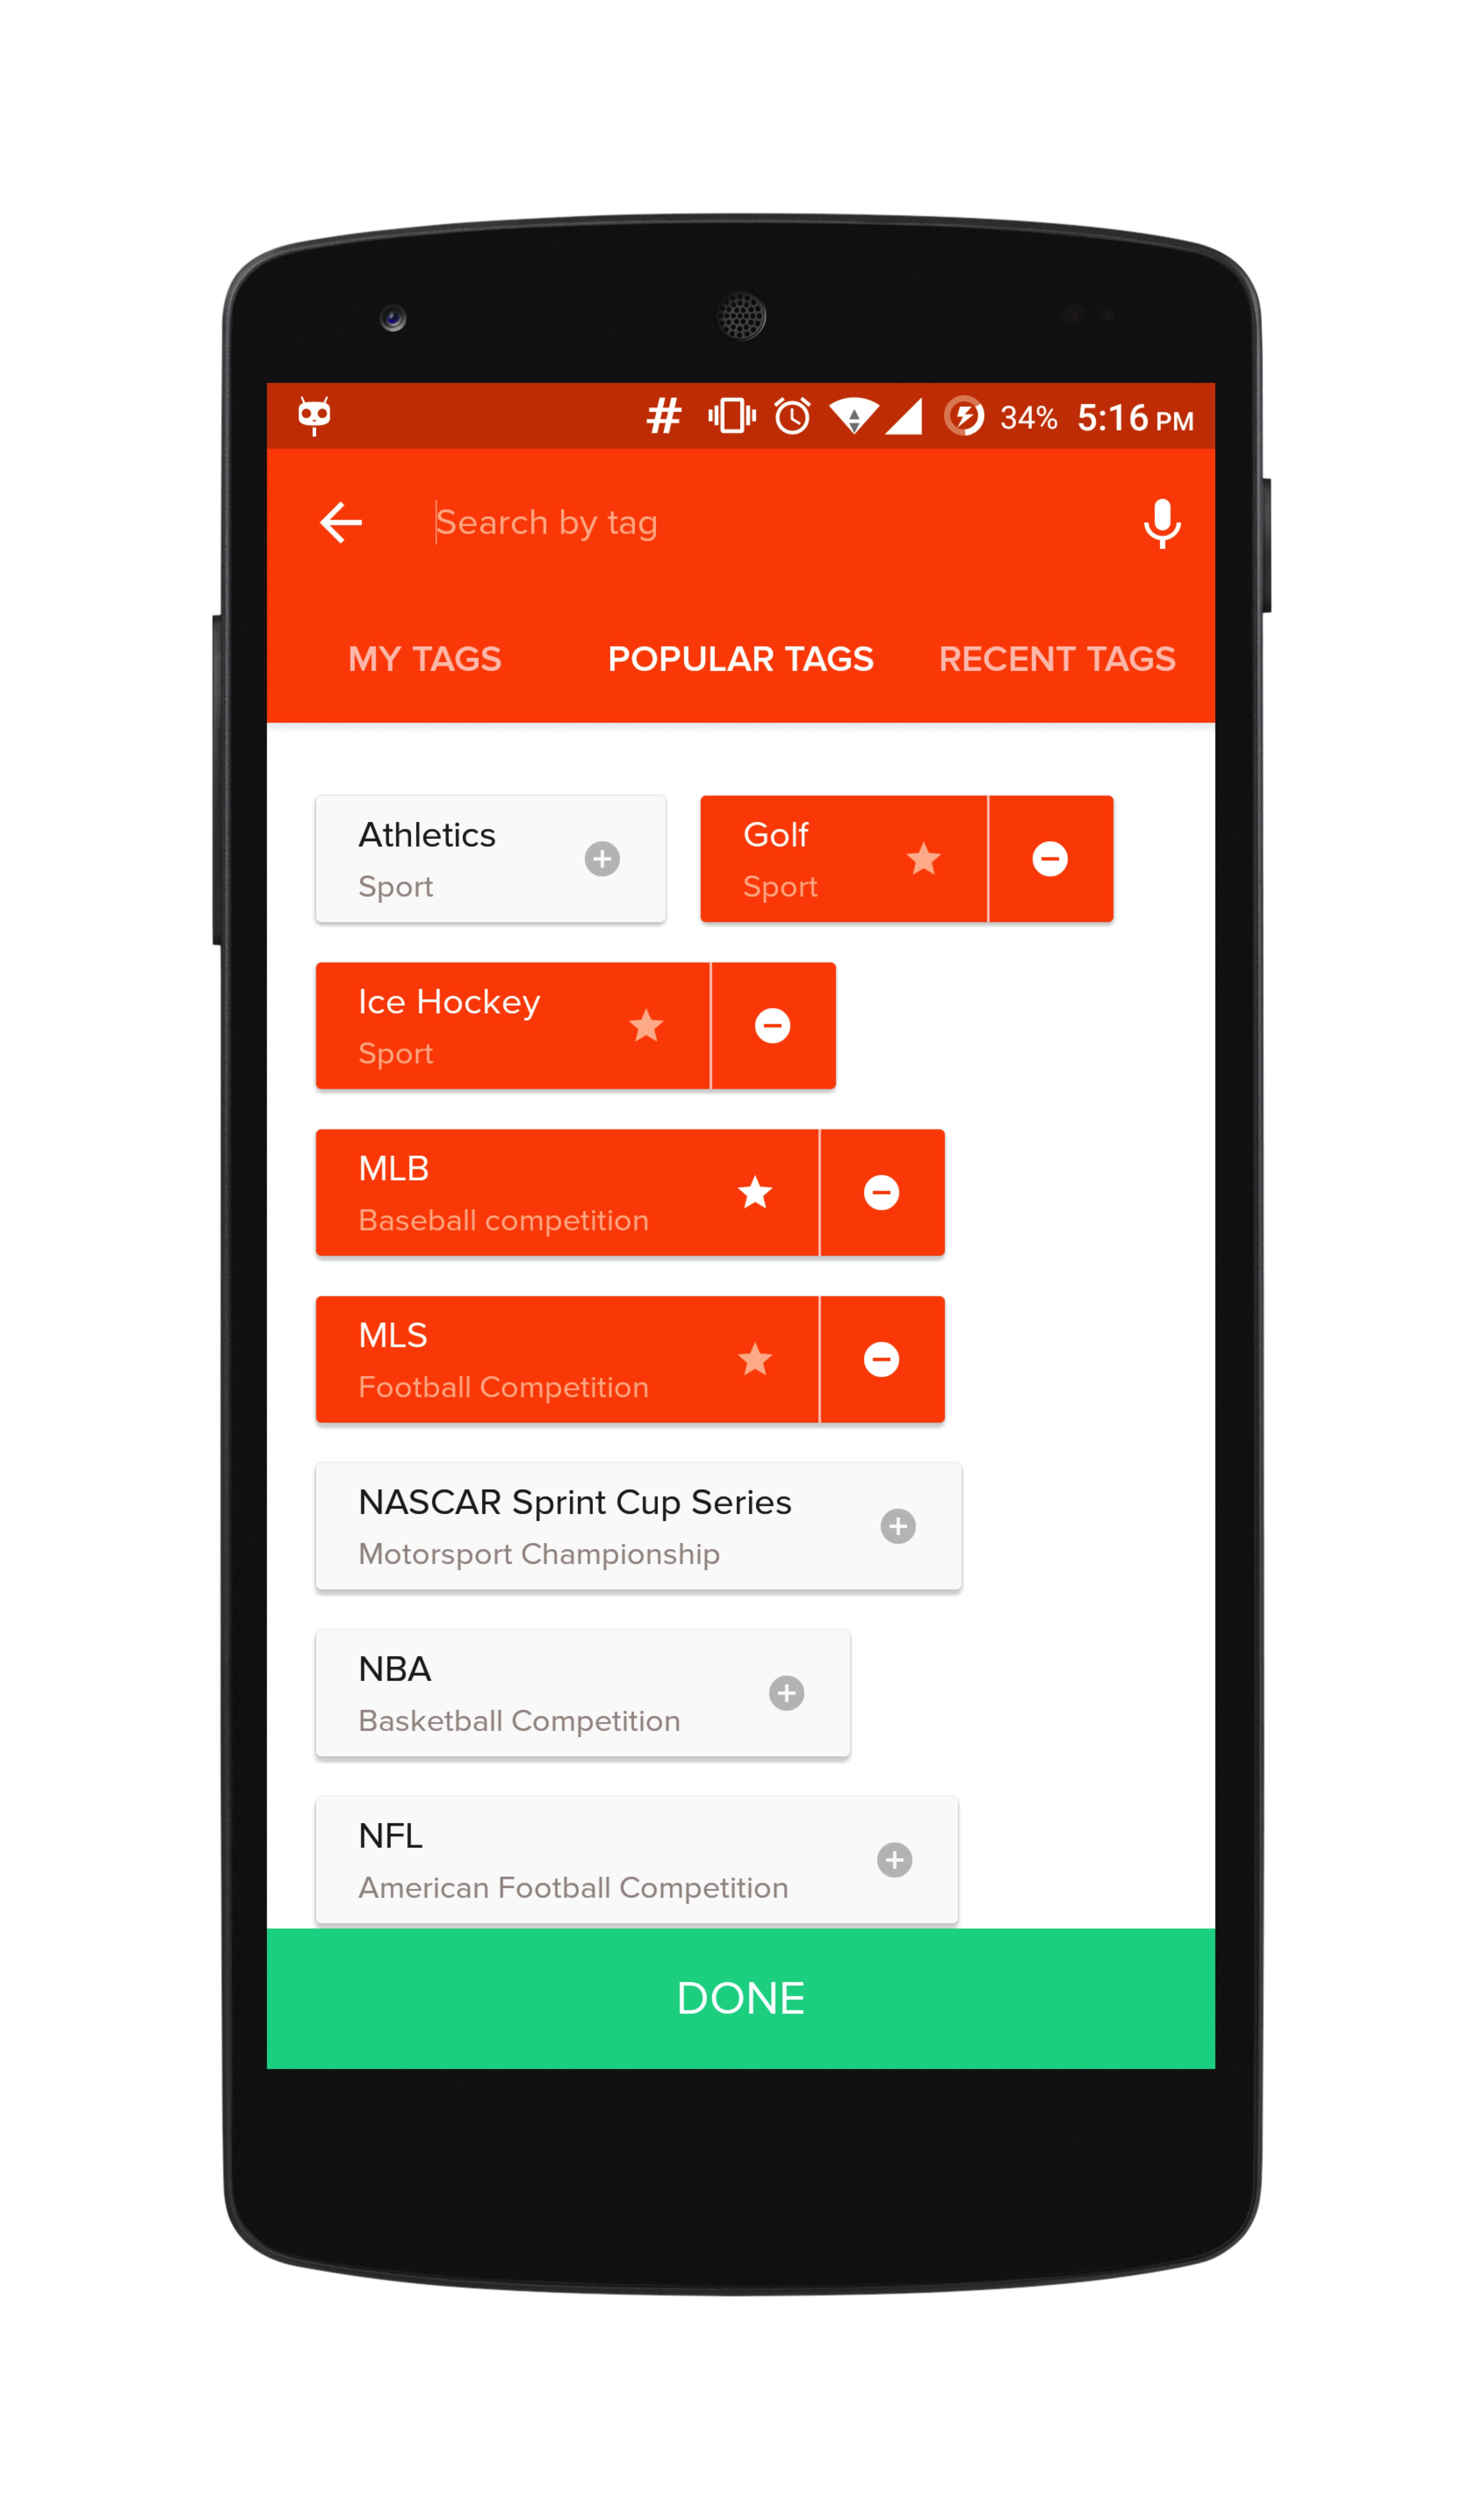 # 34% 5:16 PM
Search by tag
MY TAGS POPULAR TAGS RECENT TAGS
Athletics
Sport
Golf
Sport
Ice Hockey
Sport
MLB
Baseball competition
MLS
Football Competition
NASCAR Sprint Cup Series
Motorsport Championship
NBA
Basketball Competition
NFL
American Football Competition
DONE